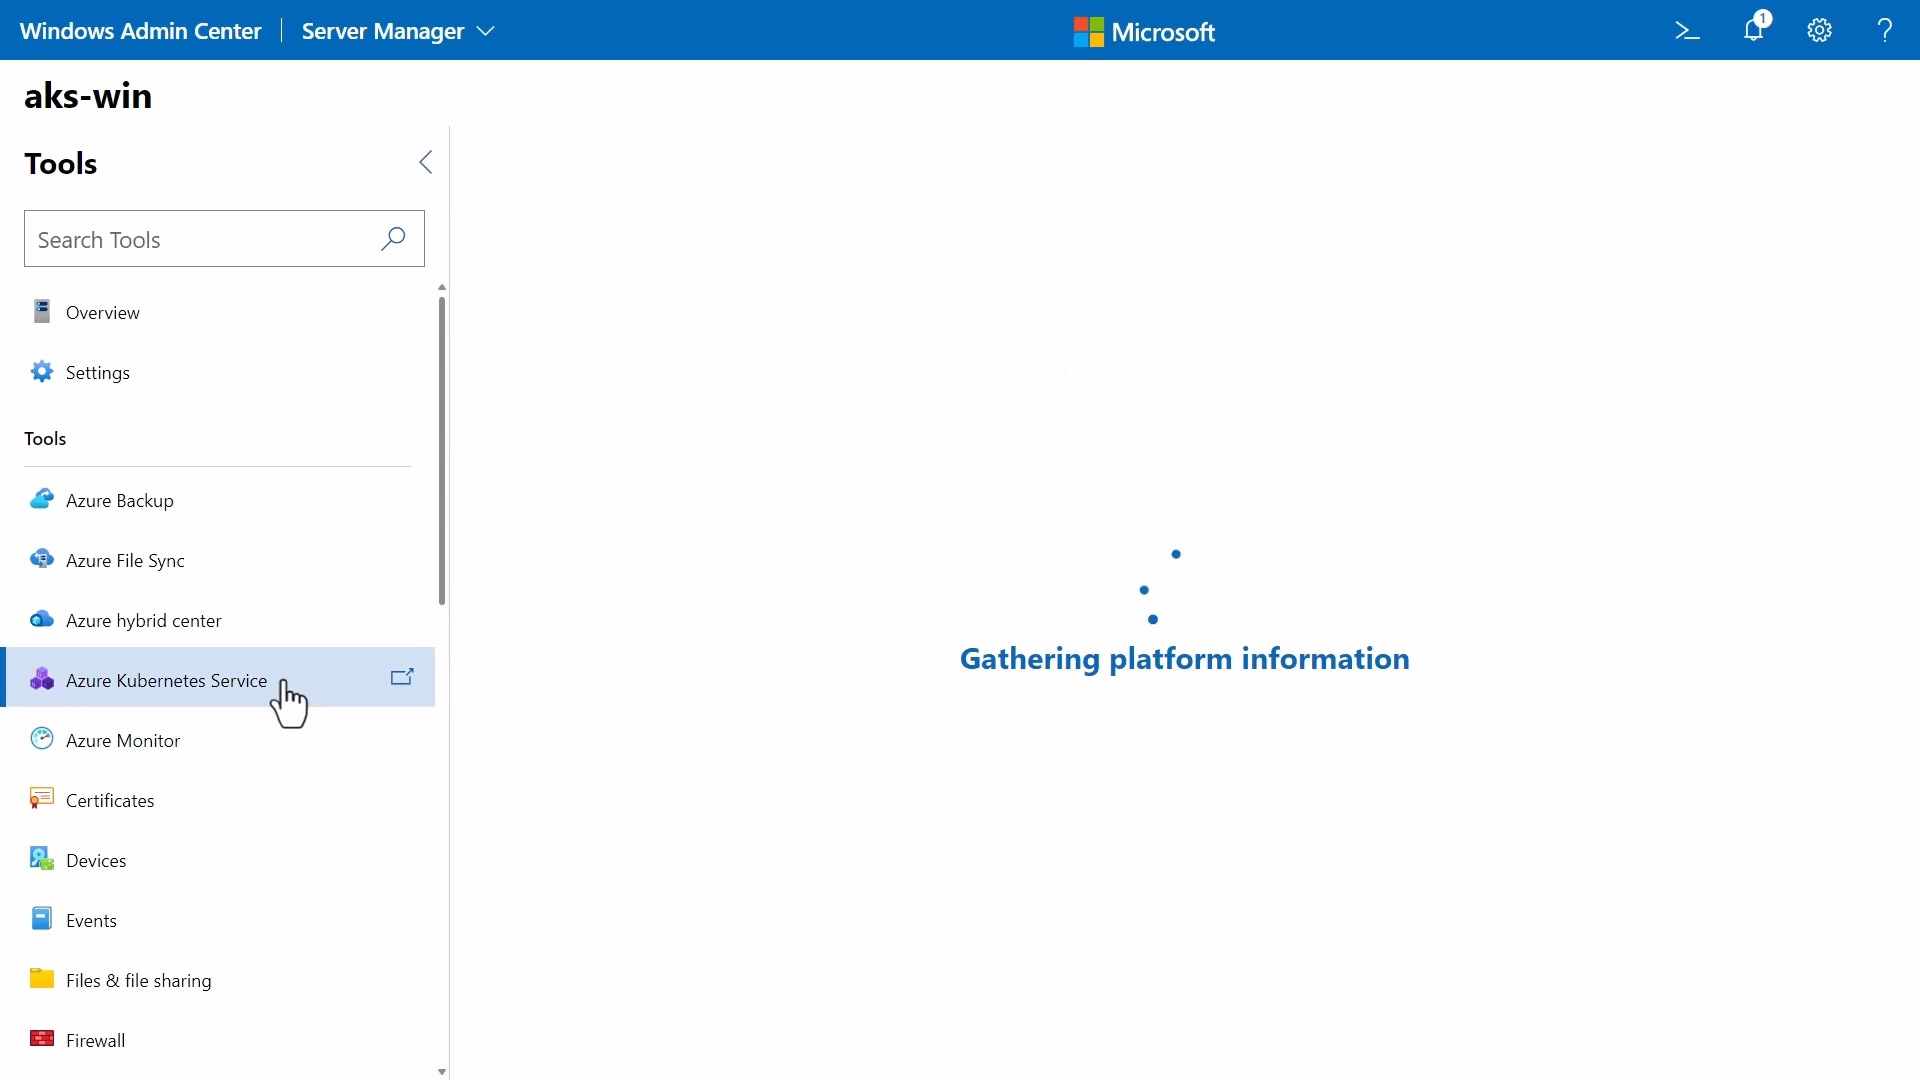 Windows Admin Center
Server Manager
Microsoft
1
aks-win
Tools
Search Tools
Overview
Settings
Tools
Azure Backup
Azure File Sync
Azure hybrid center
Azure Kubernetes Service
Azure Monitor
Certificates
Devices
Events
Files & file sharing
Firewall
Gathering platform information